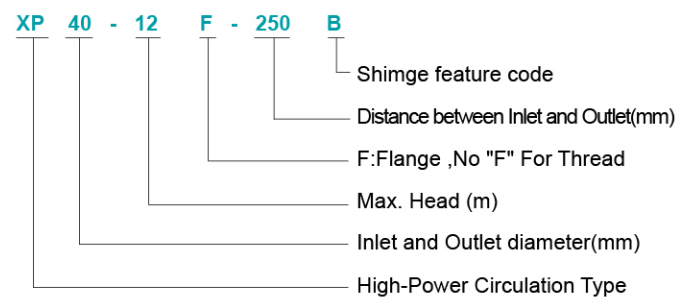 XP 40 - 12 F - 250 B
Shimge feature code
Distance between Inlet and Outlet(mm)
F:Flange ,No "F" For Thread
Max. Head (m)
Inlet and Outlet diameter(mm)
High-Power Circulation Type